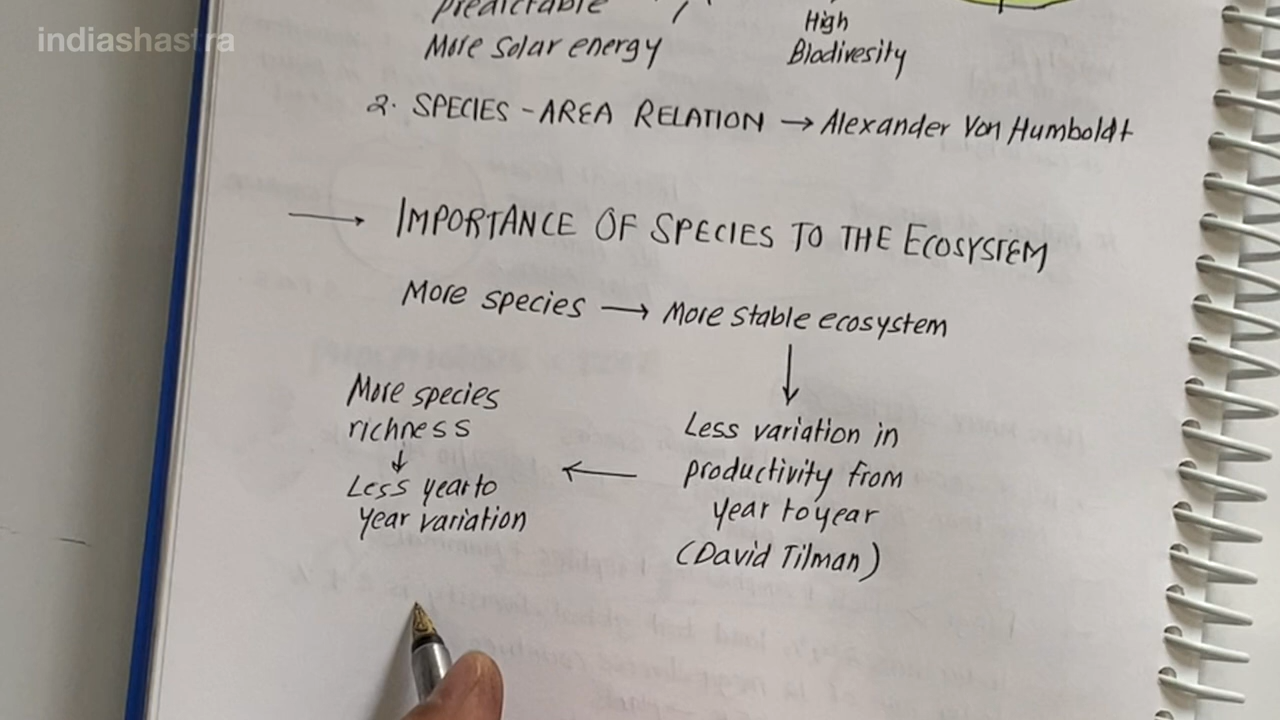 indiashastra
Predictable
More Solar energy
High
Biodivesity
2. SPECIES - AREA RELATION → Alexander Von Humboldt
→ IMPORTANCE OF SPECIES TO THE ECOSYSTEM
More species → More stable ecosystem
↓
More species
richness
↓
Less year to
year variation
←
Less variation in
productivity from
year to year
(David Tilman)